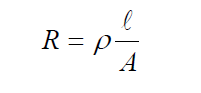 R = ρ ℓ/A